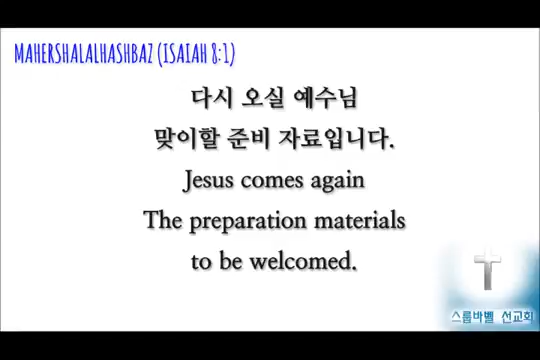 MAHERSHALALHASHBAZ (ISAIAH 8:1)
다시 오실 예수님
맞이할 준비 자료입니다.
Jesus comes again
The preparation materials
to be welcomed.
스룹바벨 선교회